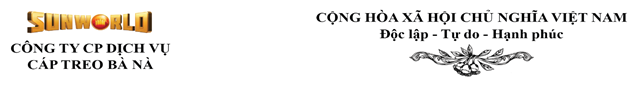 SUNWORLD
CÔNG TY CP DỊCH VỤ
CÁP TREO BÀ NÀ
CỘNG HÒA XÃ HỘI CHỦ NGHĨA VIỆT NAM
Độc lập - Tự do - Hạnh phúc